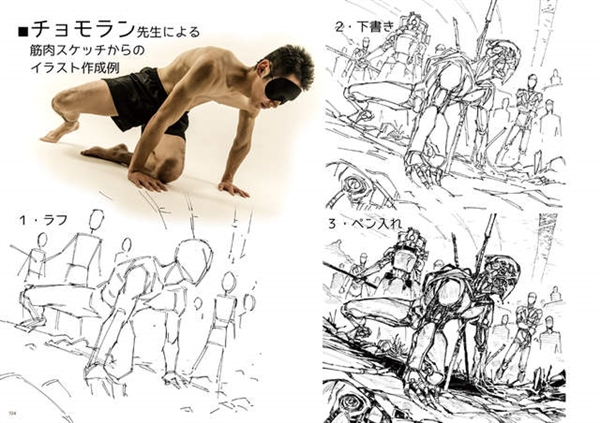 ■チョモラン先生による
筋肉スケッチからの
イラスト作成例
1・ラフ
2・下書き
3・ペン入れ